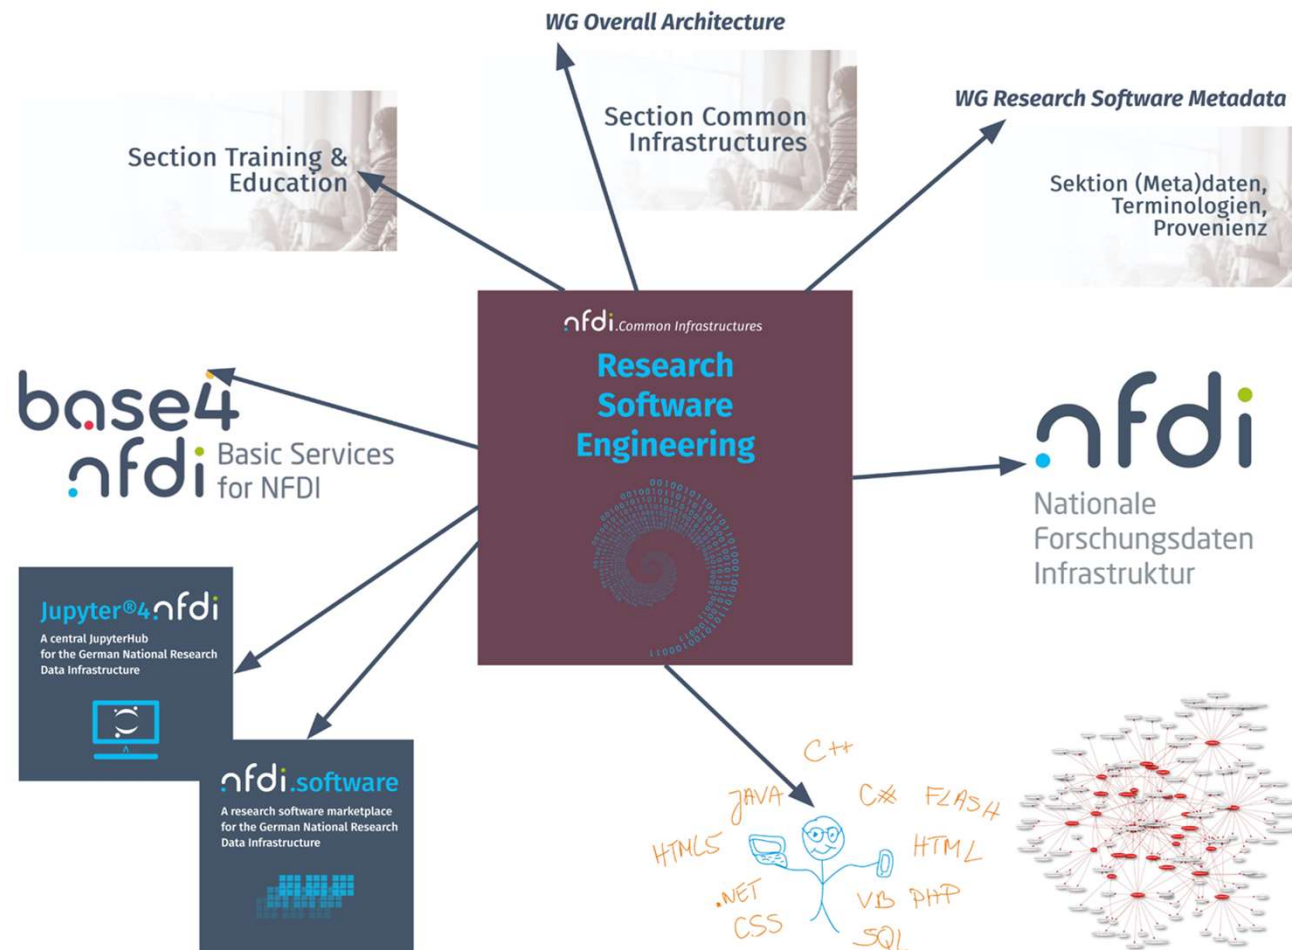 WG Overall Architecture
Section Common
Infrastructures
WG Research Software Metadata
Section Training &
Education
Sektion (Meta)daten,
Terminologien,
Provenienz
nfdi.Common Infrastructures
Research
Software
Engineering
base4
nfdi Basic Services
for NFDI
nfdi
Nationale
Forschungsdaten
Infrastruktur
Jupyter®4nfdi
A central JupyterHub
for the German National Research
Data Infrastructure
nfdi.software
A research software marketplace
for the German National Research
Data Infrastructure
C++
JAVA C# FLASH
HTML5 HTML
.NET VB PHP
CSS SQL